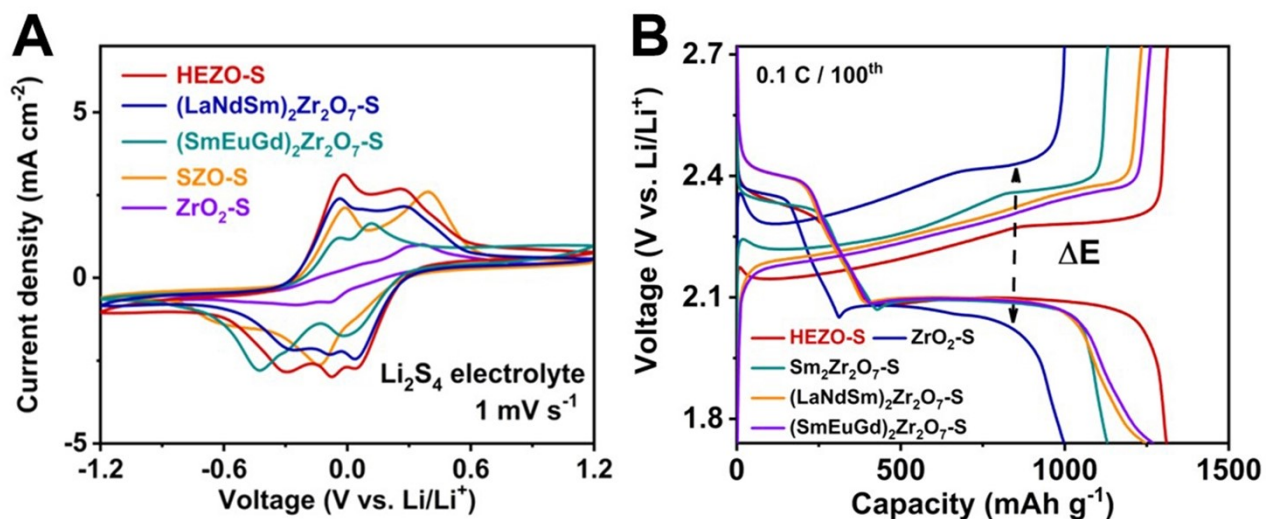 A
HEZO-S
(LaNdSm)₂Zr₂O₇-S
(SmEuGd)₂Zr₂O₇-S
SZO-S
ZrO₂-S
5
0
-5
Current density (mA cm⁻²)
Li₂S₄ electrolyte
1 mV s⁻¹
-1.2 -0.6 0.0 0.6 1.2
Voltage (V vs. Li/Li⁺)
B
0.1 C / 100ᵗʰ
2.7
2.4
2.1
1.8
Voltage (V vs. Li/Li⁺)
ΔE
HEZO-S ZrO₂-S
Sm₂Zr₂O₇-S
(LaNdSm)₂Zr₂O₇-S
(SmEuGd)₂Zr₂O₇-S
0 500 1000 1500
Capacity (mAh g⁻¹)